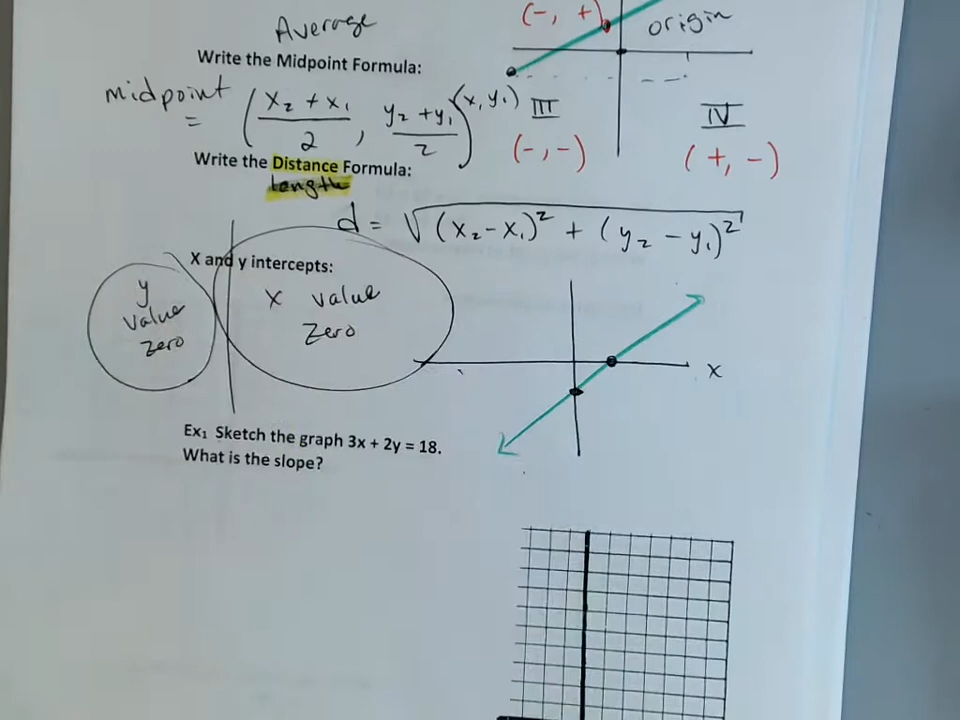 Average
(-, +)
origin
Write the Midpoint Formula:
midpoint = ( x₂ + x₁ / 2 , y₂ + y₁ / 2 )
(x, y₁)
III
IV
(-, -)
(+, -)
Write the Distance Formula:
Length
d = √(x₂ - x₁)² + (y₂ - y₁)²
X and y intercepts:
y value zero
x value zero
x
Ex₁ Sketch the graph 3x + 2y = 18.
What is the slope?